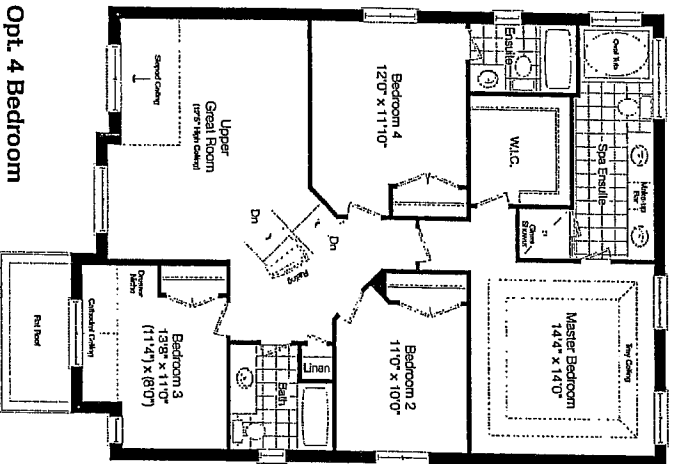 Opt. 4 Bedroom
Sloped Ceiling
Upper
Great Room
(17'6" High Ceiling)
Bedroom 4
12'0" x 11'10"
Ensuite
Oval Tub
Spa Ensuite
Make-up
Bar
W.I.C.
Glass
Shower
Dn
Dn
Railing
Tray Ceiling
Master Bedroom
14'4" x 14'0"
Bedroom 2
11'0" x 10'0"
Linen
Bath
Bedroom 3
13'8" x 11'0"
(11'4") x (8'0")
Dormer
Niche
Cathedral Ceiling
Flat Roof